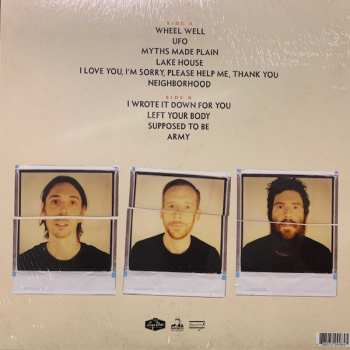 SIDE A
WHEEL WELL
UFO
MYTHS MADE PLAIN
LAKE HOUSE
I LOVE YOU, I'M SORRY, PLEASE HELP ME, THANK YOU
NEIGHBORHOOD
SIDE B
I WROTE IT DOWN FOR YOU
LEFT YOUR BODY
SUPPOSED TO BE
ARMY